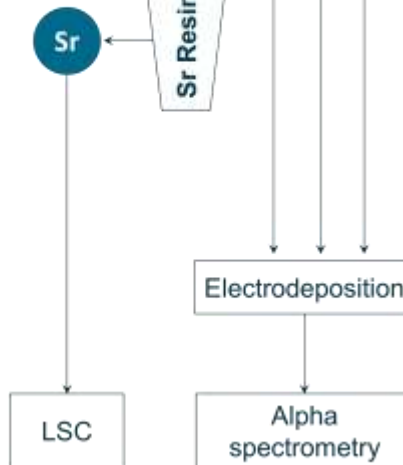 Sr
Sr Resin
Electrodeposition
LSC
Alpha
spectrometry